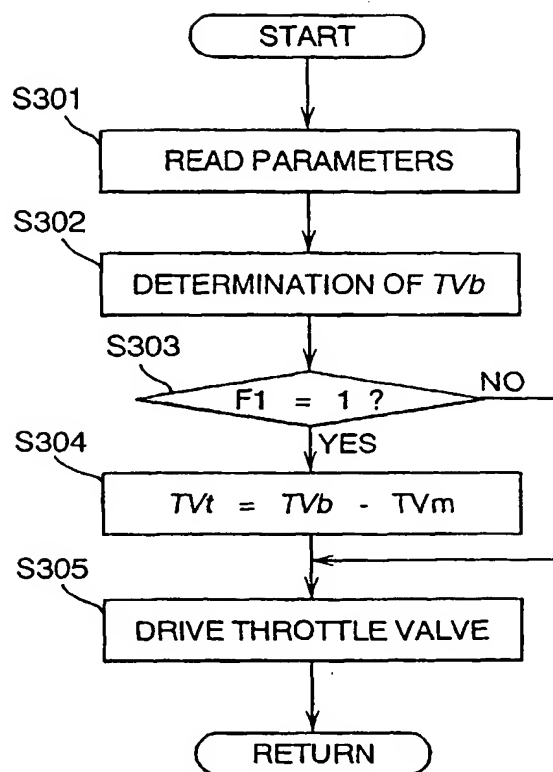 START
S301
READ PARAMETERS
S302
DETERMINATION OF TVb
S303
F1 = 1 ?
NO
YES
S304
TVt = TVb - TVm
S305
DRIVE THROTTLE VALVE
RETURN